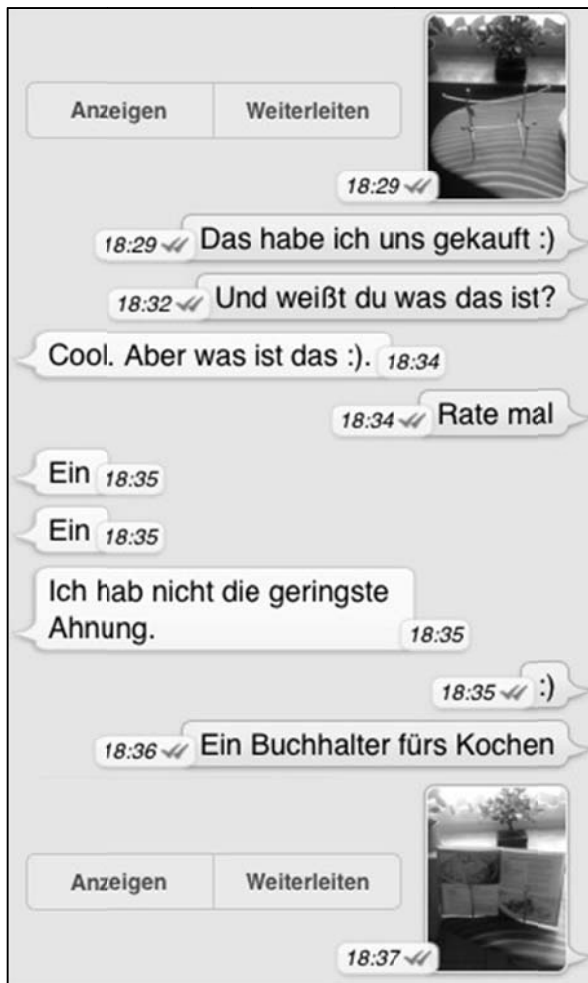 Anzeigen Weiterleiten
18:29
18:29 Das habe ich uns gekauft :)
18:32 Und weißt du was das ist?
Cool. Aber was ist das :). 18:34
18:34 Rate mal
Ein 18:35
Ein 18:35
Ich hab nicht die geringste
Ahnung. 18:35
18:35 :)
18:36 Ein Buchhalter fürs Kochen
Anzeigen Weiterleiten
18:37